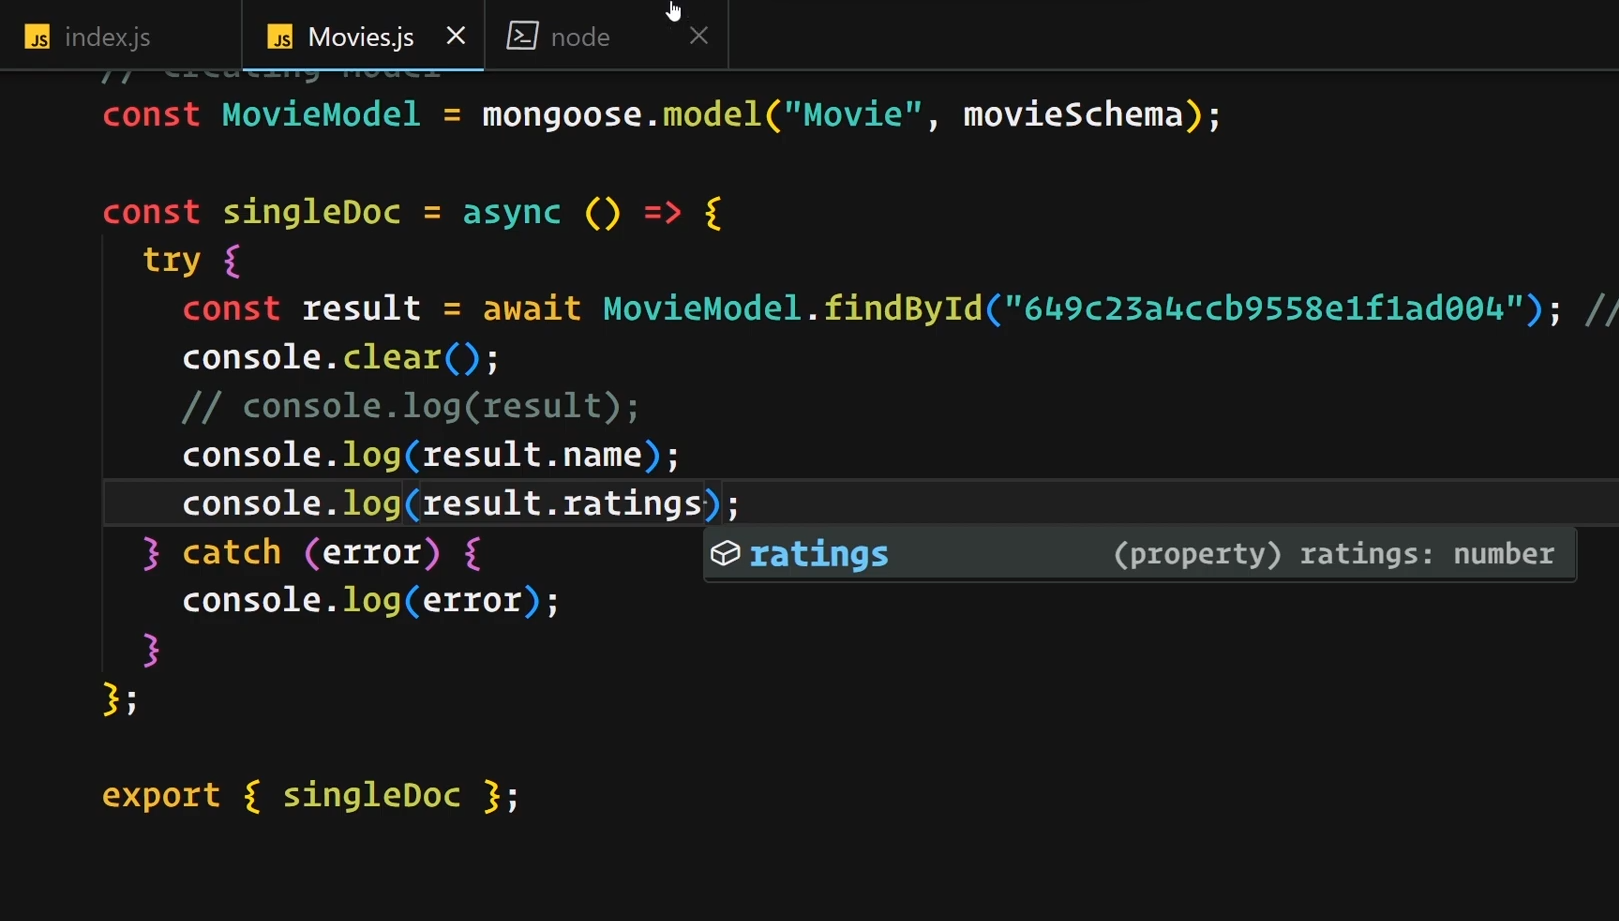 JS index.js
JS Movies.js
node
// creating model
const MovieModel = mongoose.model("Movie", movieSchema);
const singleDoc = async () => {
try {
const result = await MovieModel.findById("649c23a4ccb9558e1f1ad004"); //
console.clear();
// console.log(result);
console.log(result.name);
console.log(result.ratings);
ratings (property) ratings: number
} catch (error) {
console.log(error);
}
};
export { singleDoc };